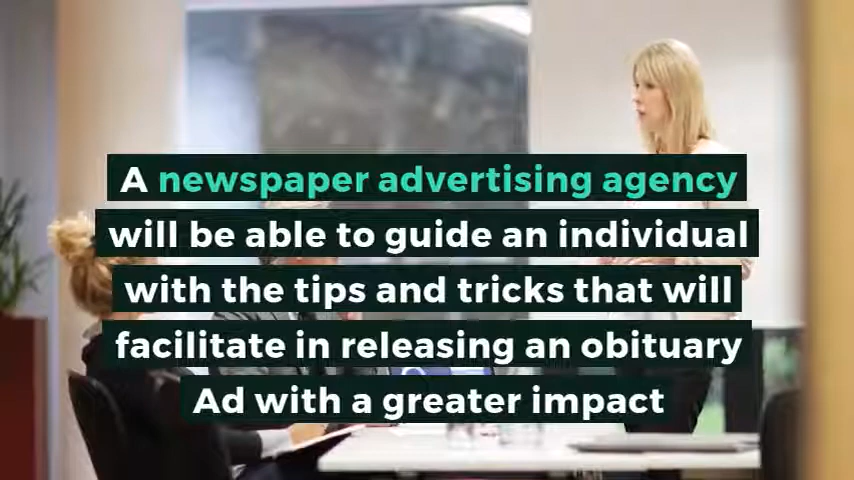 A newspaper advertising agency
will be able to guide an individual
with the tips and tricks that will
facilitate in releasing an obituary
Ad with a greater impact